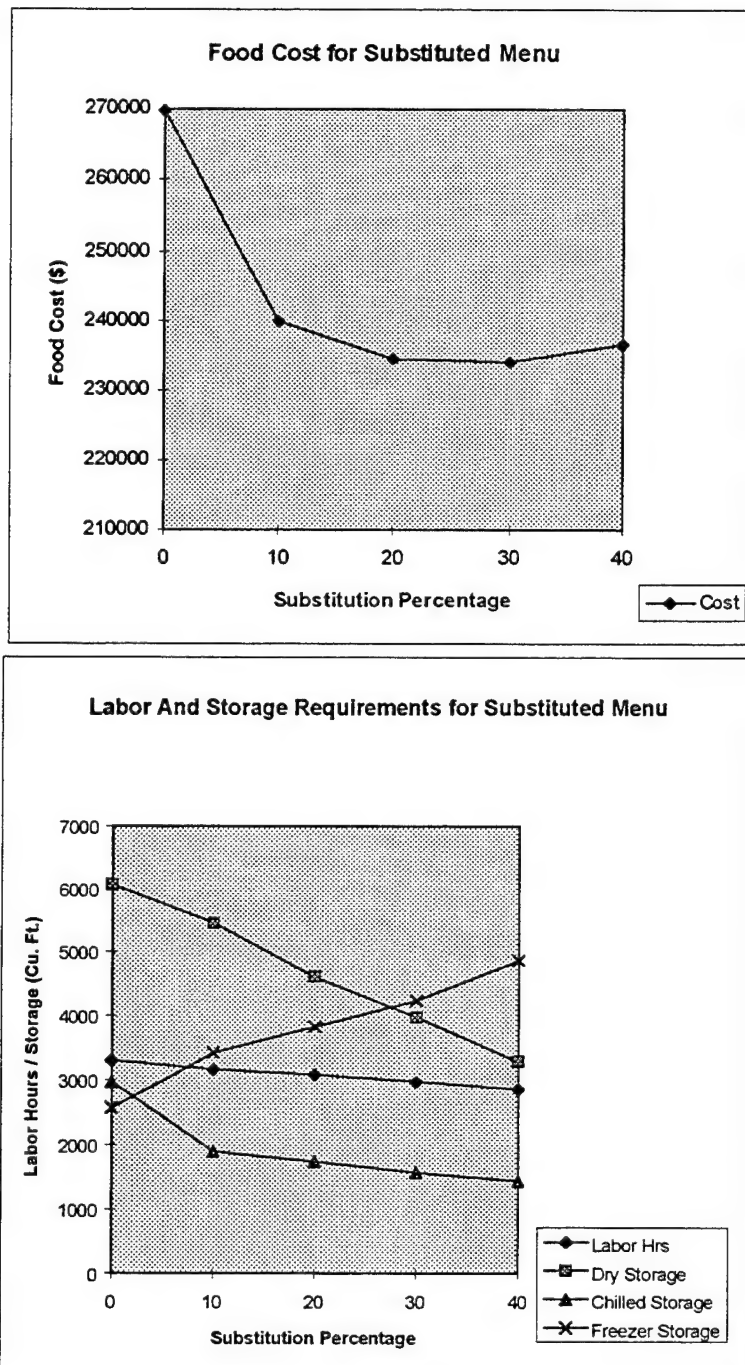 Food Cost for Substituted Menu
270000
260000
250000
240000
230000
220000
210000
Food Cost ($)
0 10 20 30 40
Substitution Percentage
Cost
Labor And Storage Requirements for Substituted Menu
7000
6000
5000
4000
3000
2000
1000
0
Labor Hours / Storage (Cu. Ft.)
0 10 20 30 40
Substitution Percentage
Labor Hrs
Dry Storage
Chilled Storage
Freezer Storage